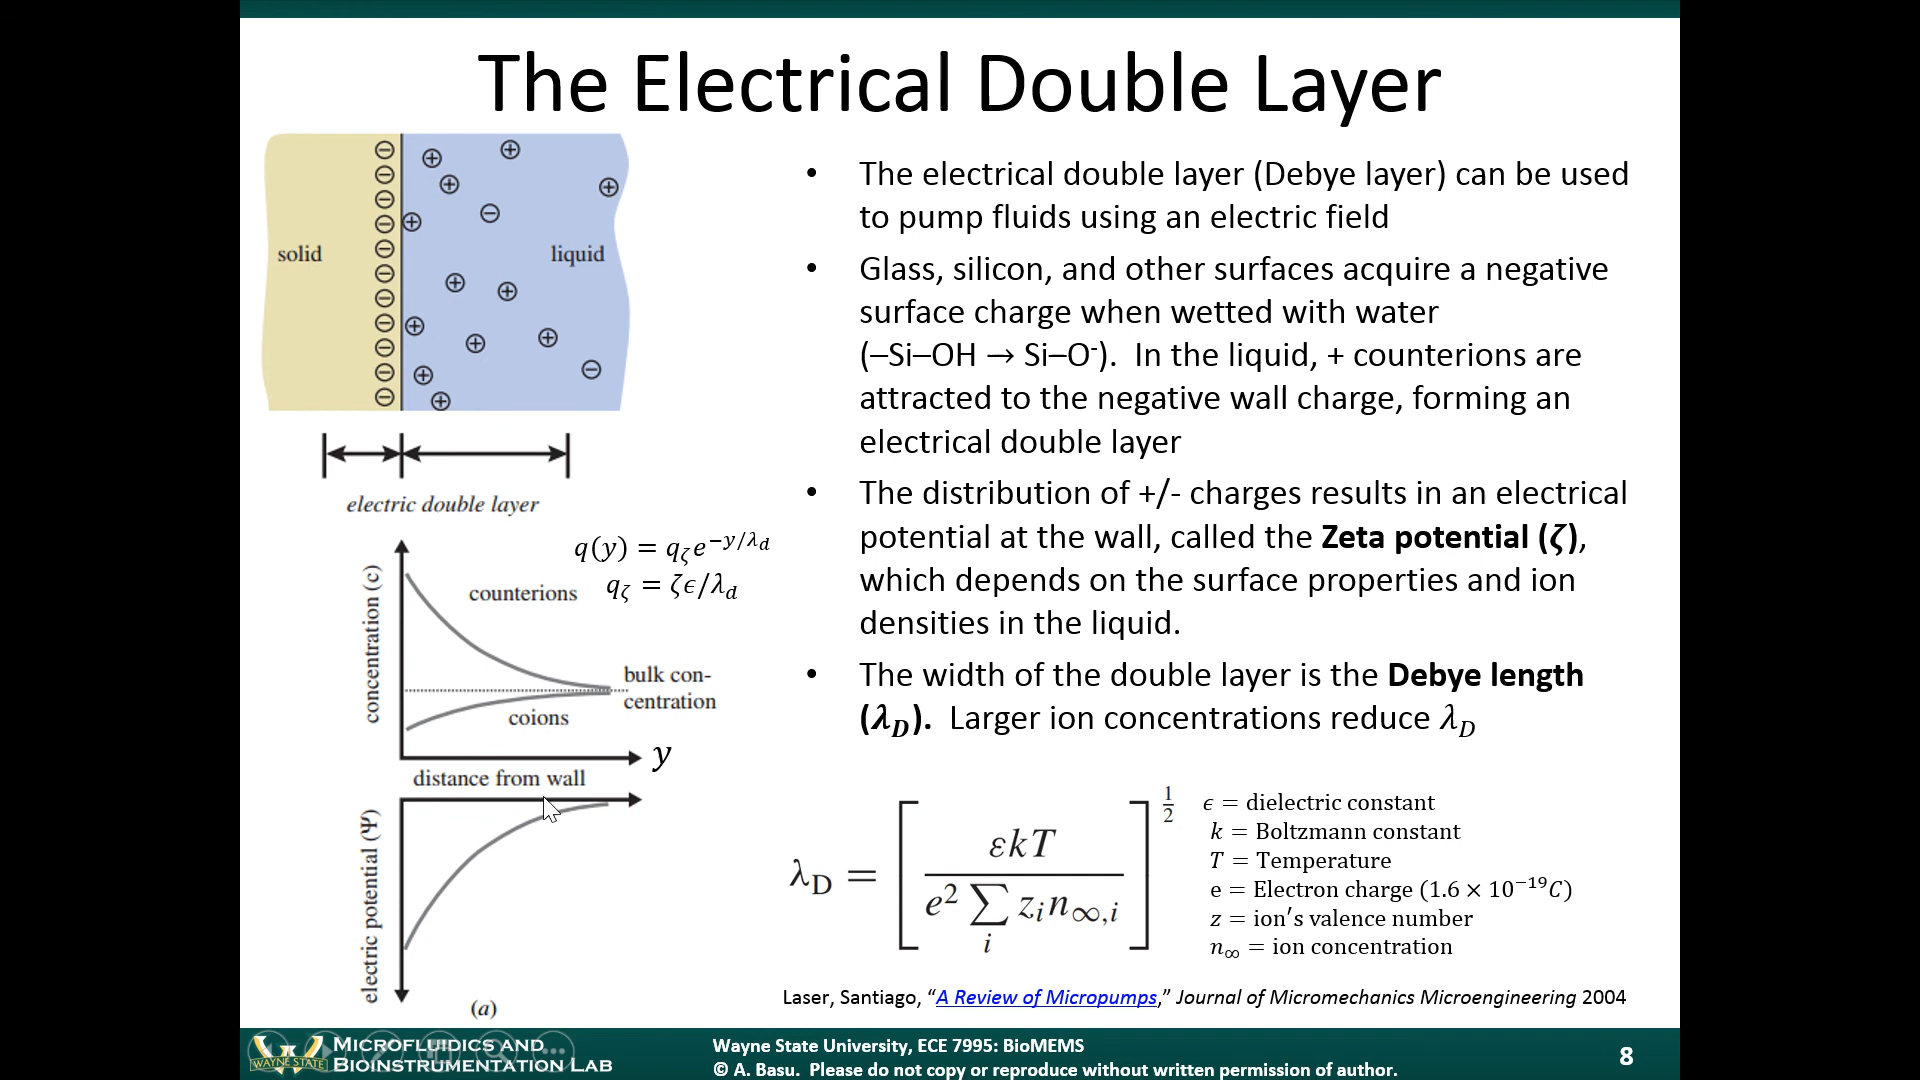 The Electrical Double Layer
solid
liquid
electric double layer
q(y) = q_ζ e^{−y/λ_d}
q_ζ = ζϵ/λ_d
concentration (c)
counterions
bulk con-
centration
coions
y
distance from wall
electric potential (Ψ)
(a)
• The electrical double layer (Debye layer) can be used
to pump fluids using an electric field
• Glass, silicon, and other surfaces acquire a negative
surface charge when wetted with water
(–Si–OH → Si–O⁻). In the liquid, + counterions are
attracted to the negative wall charge, forming an
electrical double layer
• The distribution of +/- charges results in an electrical
potential at the wall, called the Zeta potential (ζ),
which depends on the surface properties and ion
densities in the liquid.
• The width of the double layer is the Debye length
(λ_D). Larger ion concentrations reduce λ_D
λ_D = [εkT / (e² Σ_i z_i n_{∞,i})]^{1/2}
ϵ = dielectric constant
k = Boltzmann constant
T = Temperature
e = Electron charge (1.6 × 10⁻¹⁹C)
z = ion's valence number
n_∞ = ion concentration
Laser, Santiago, “A Review of Micropumps,” Journal of Micromechanics Microengineering 2004
WAYNE STATE
MICROFLUIDICS AND
BIOINSTRUMENTATION LAB
Wayne State University, ECE 7995: BioMEMS
© A. Basu. Please do not copy or reproduce without written permission of author.
8